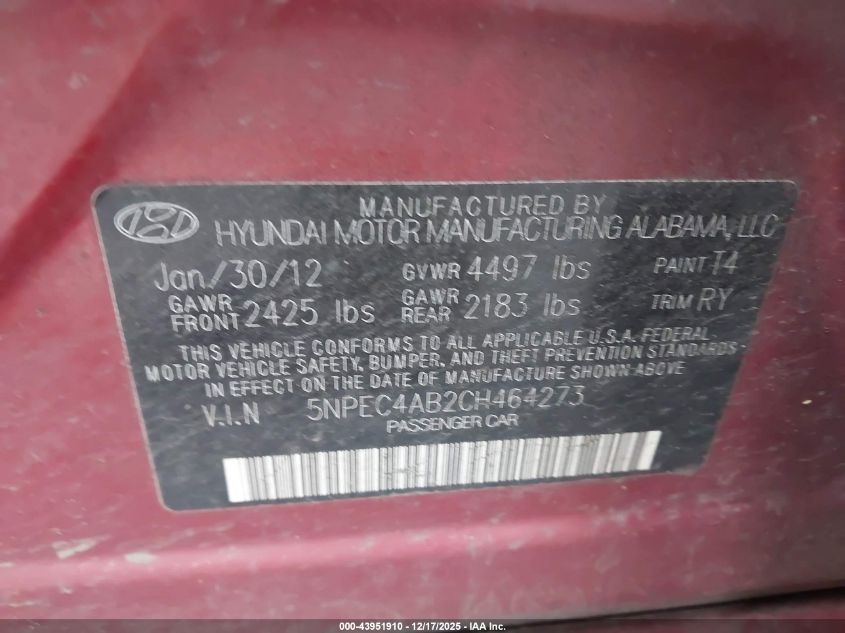 MANUFACTURED BY
HYUNDAI MOTOR MANUFACTURING ALABAMA, LLC
Jan/30/12 GVWR 4497 lbs PAINT T4
GAWR FRONT 2425 lbs GAWR REAR 2183 lbs TRIM RY
THIS VEHICLE CONFORMS TO ALL APPLICABLE U.S.A. FEDERAL
MOTOR VEHICLE SAFETY, BUMPER, AND THEFT PREVENTION STANDARDS
IN EFFECT ON THE DATE OF MANUFACTURE SHOWN ABOVE
V.I.N 5NPEC4AB2CH464273
PASSENGER CAR
000-43951910 - 12/17/2025 - IAA Inc.